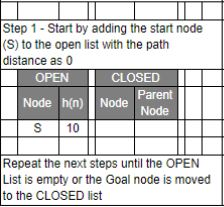 Step 1 - Start by adding the start node
(S) to the open list with the path
distance as 0
OPEN CLOSED
Node h(n) Node Parent Node
S 10
Repeat the next steps until the OPEN
List is empty or the Goal node is moved
to the CLOSED list